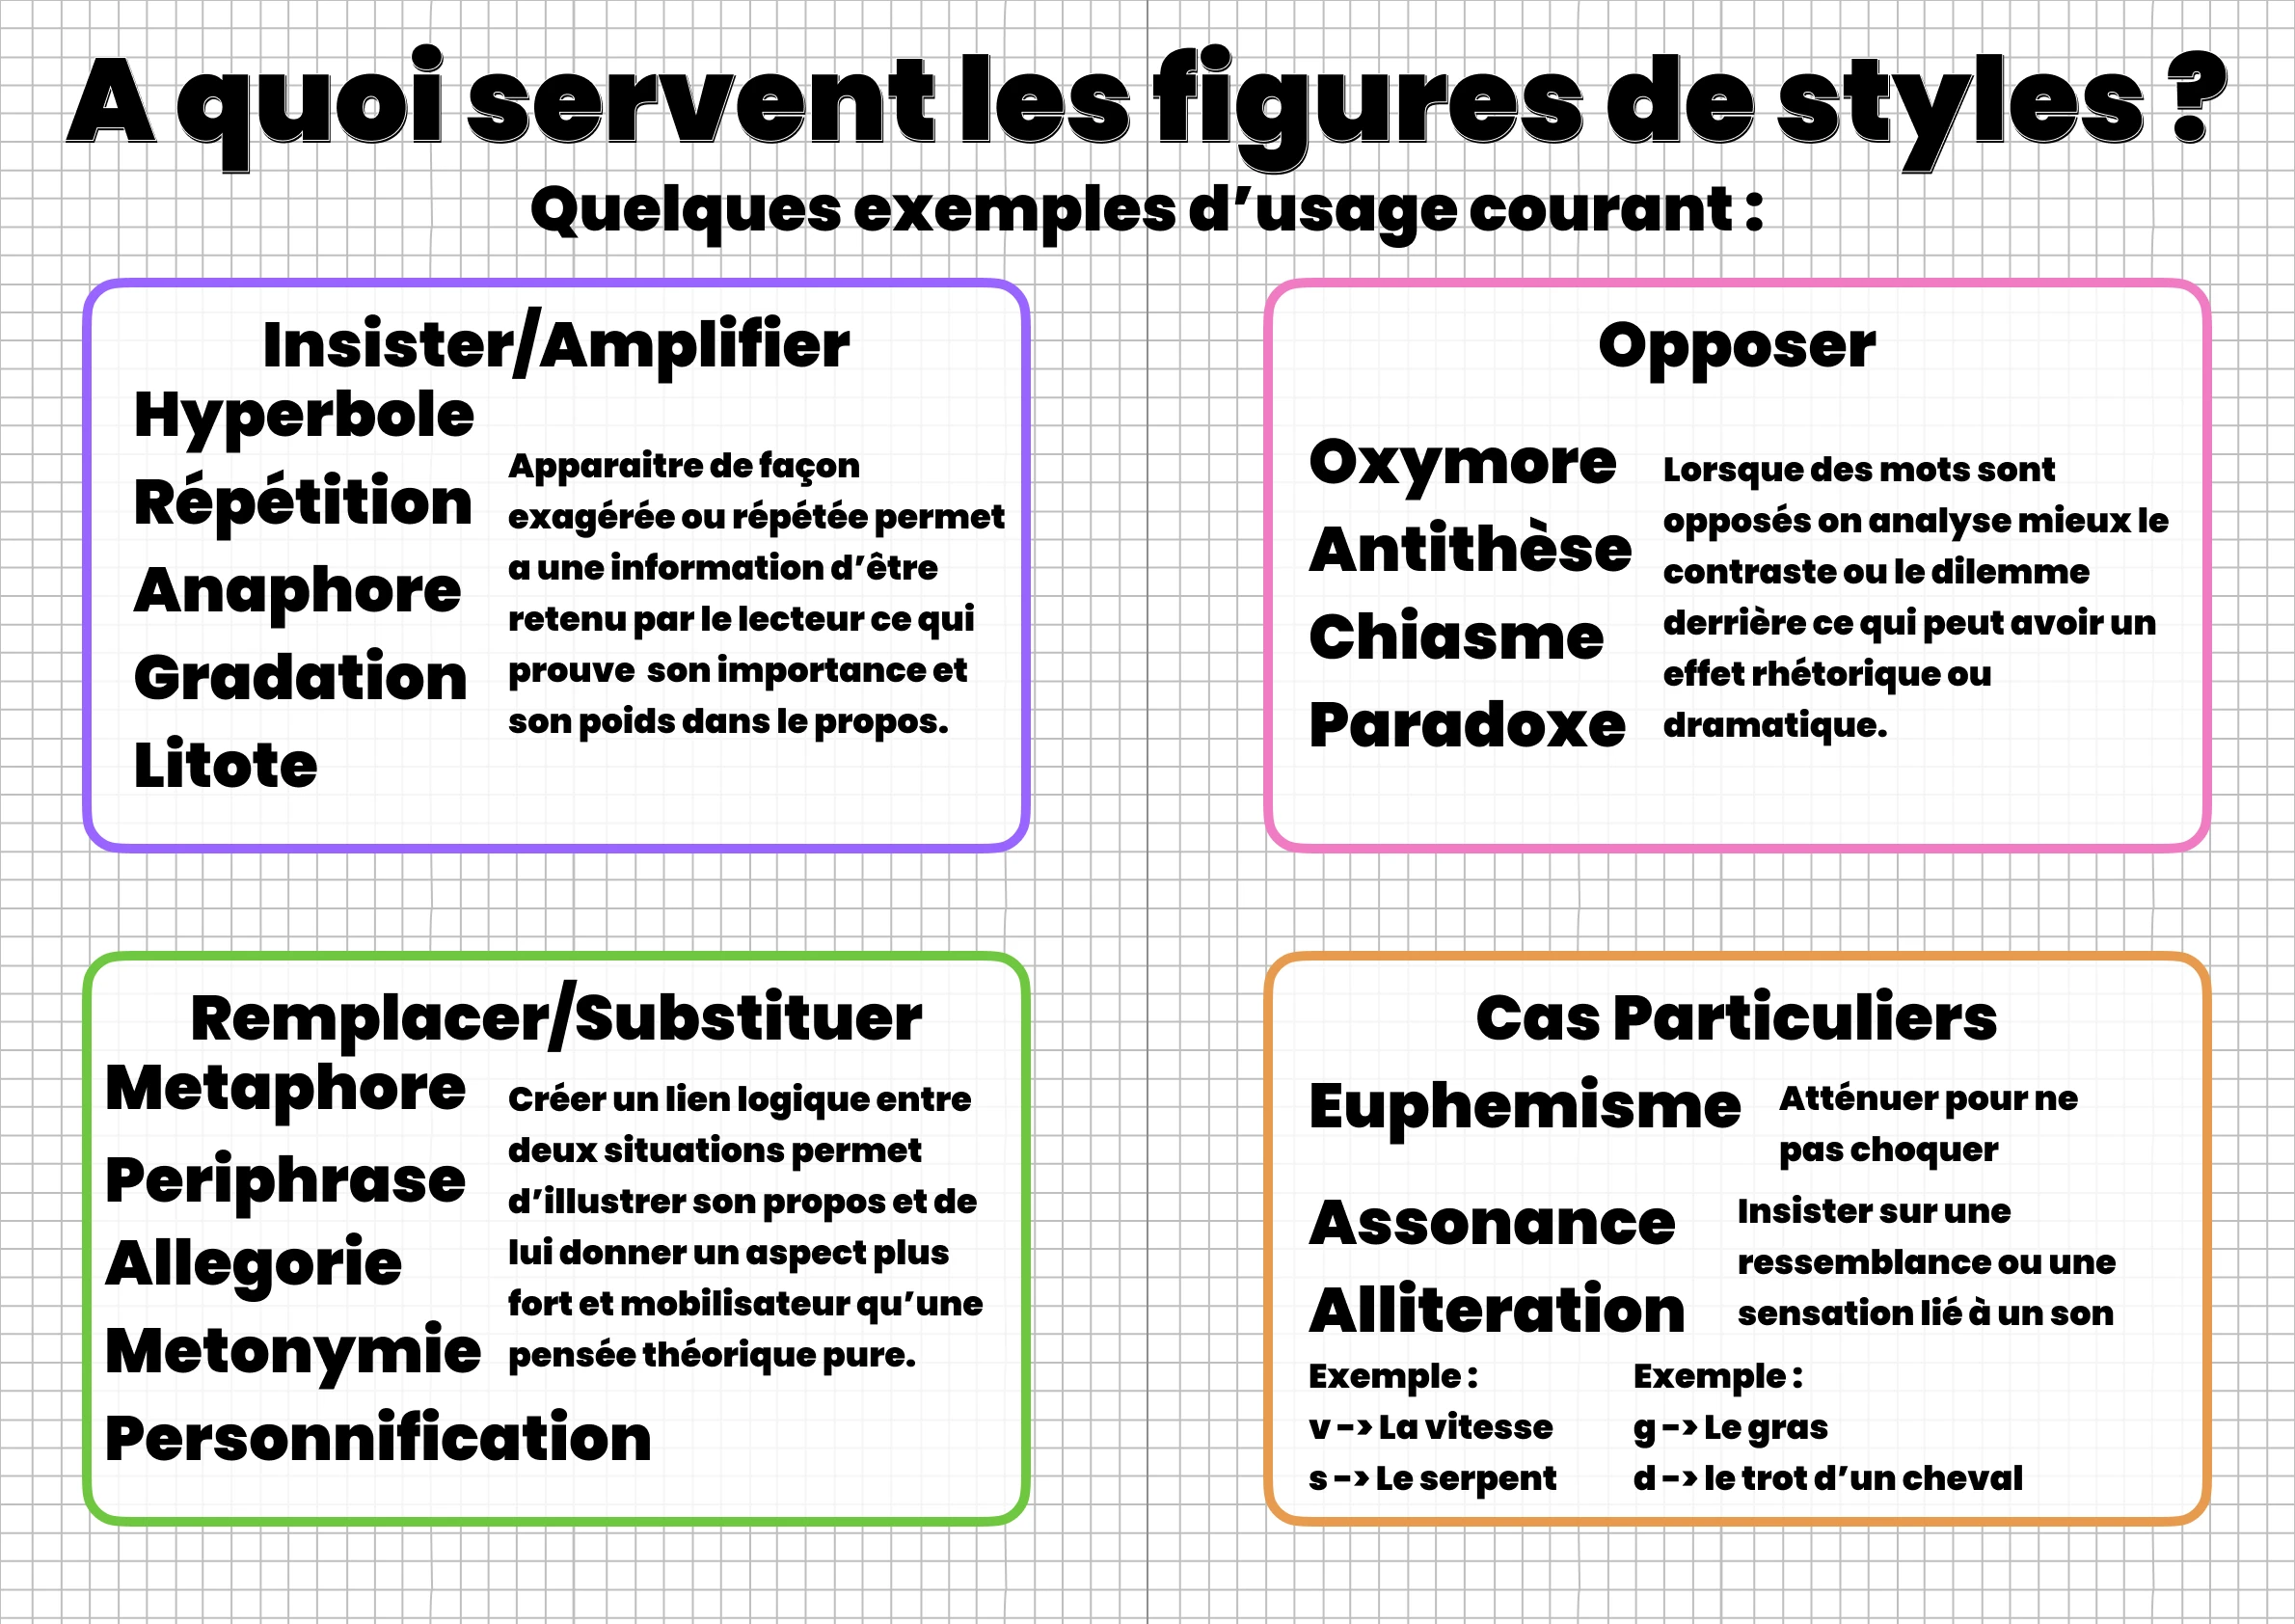 A quoi servent les figures de styles ?
Quelques exemples d’usage courant :
Insister/Amplifier
Hyperbole
Répétition
Anaphore
Gradation
Litote
Apparaitre de façon
exagérée ou répétée permet
a une information d’être
retenu par le lecteur ce qui
prouve  son importance et
son poids dans le propos.
Opposer
Oxymore
Antithèse
Chiasme
Paradoxe
Lorsque des mots sont
opposés on analyse mieux le
contraste ou le dilemme
derrière ce qui peut avoir un
effet rhétorique ou
dramatique.
Remplacer/Substituer
Metaphore
Periphrase
Allegorie
Metonymie
Personnification
Créer un lien logique entre
deux situations permet
d’illustrer son propos et de
lui donner un aspect plus
fort et mobilisateur qu’une
pensée théorique pure.
Cas Particuliers
Euphemisme
Atténuer pour ne
pas choquer
Assonance
Alliteration
Insister sur une
ressemblance ou une
sensation lié à un son
Exemple :
v -> La vitesse
s -> Le serpent
Exemple :
g -> Le gras
d -> le trot d’un cheval